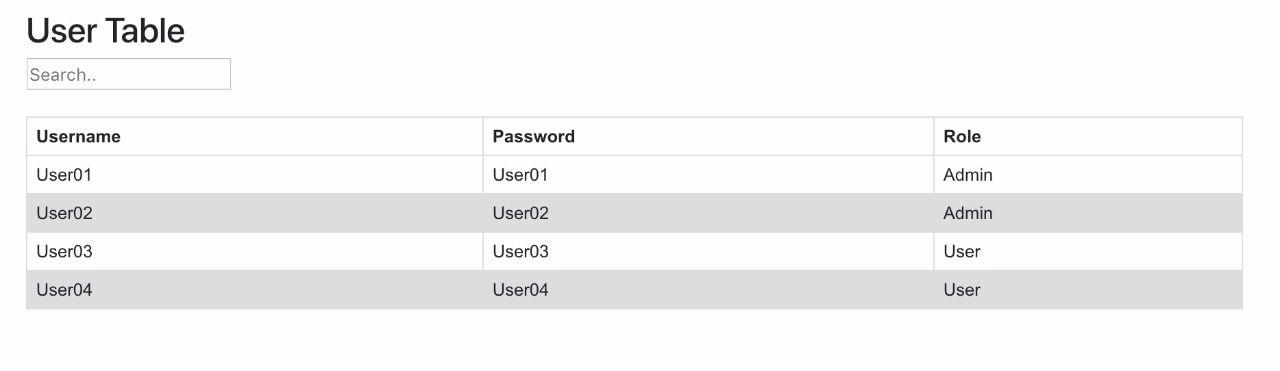 User Table
Search..
Username Password Role
User01 User01 Admin
User02 User02 Admin
User03 User03 User
User04 User04 User